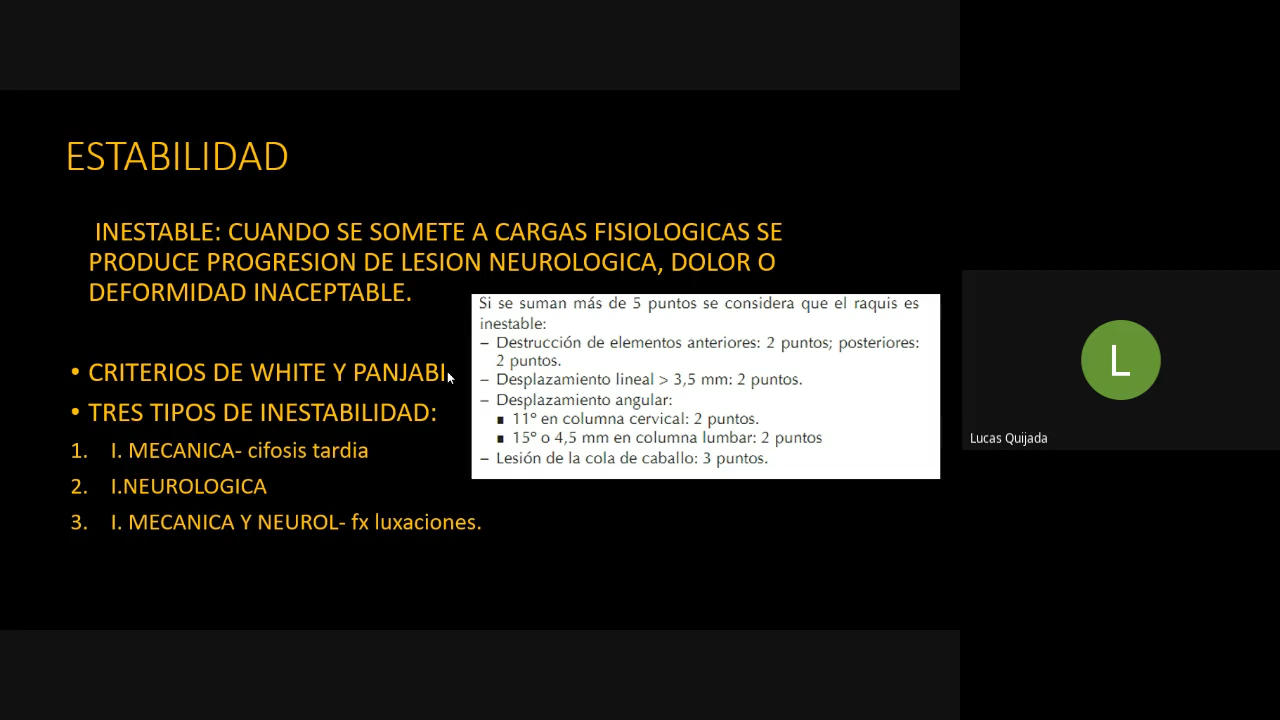 ESTABILIDAD
INESTABLE: CUANDO SE SOMETE A CARGAS FISIOLOGICAS SE
PRODUCE PROGRESION DE LESION NEUROLOGICA, DOLOR O
DEFORMIDAD INACEPTABLE.
• CRITERIOS DE WHITE Y PANJABI.
• TRES TIPOS DE INESTABILIDAD:
1. I. MECANICA- cifosis tardia
2. I.NEUROLOGICA
3. I. MECANICA Y NEUROL- fx luxaciones.
Si se suman más de 5 puntos se considera que el raquis es
inestable:
– Destrucción de elementos anteriores: 2 puntos; posteriores:
2 puntos.
– Desplazamiento lineal > 3,5 mm: 2 puntos.
– Desplazamiento angular:
■ 11º en columna cervical: 2 puntos.
■ 15º o 4,5 mm en columna lumbar: 2 puntos
– Lesión de la cola de caballo: 3 puntos.
L
Lucas Quijada